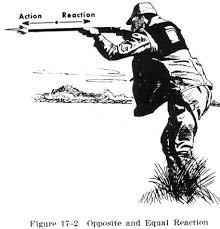 Action Reaction
Figure 17–2 Opposite and Equal Reaction